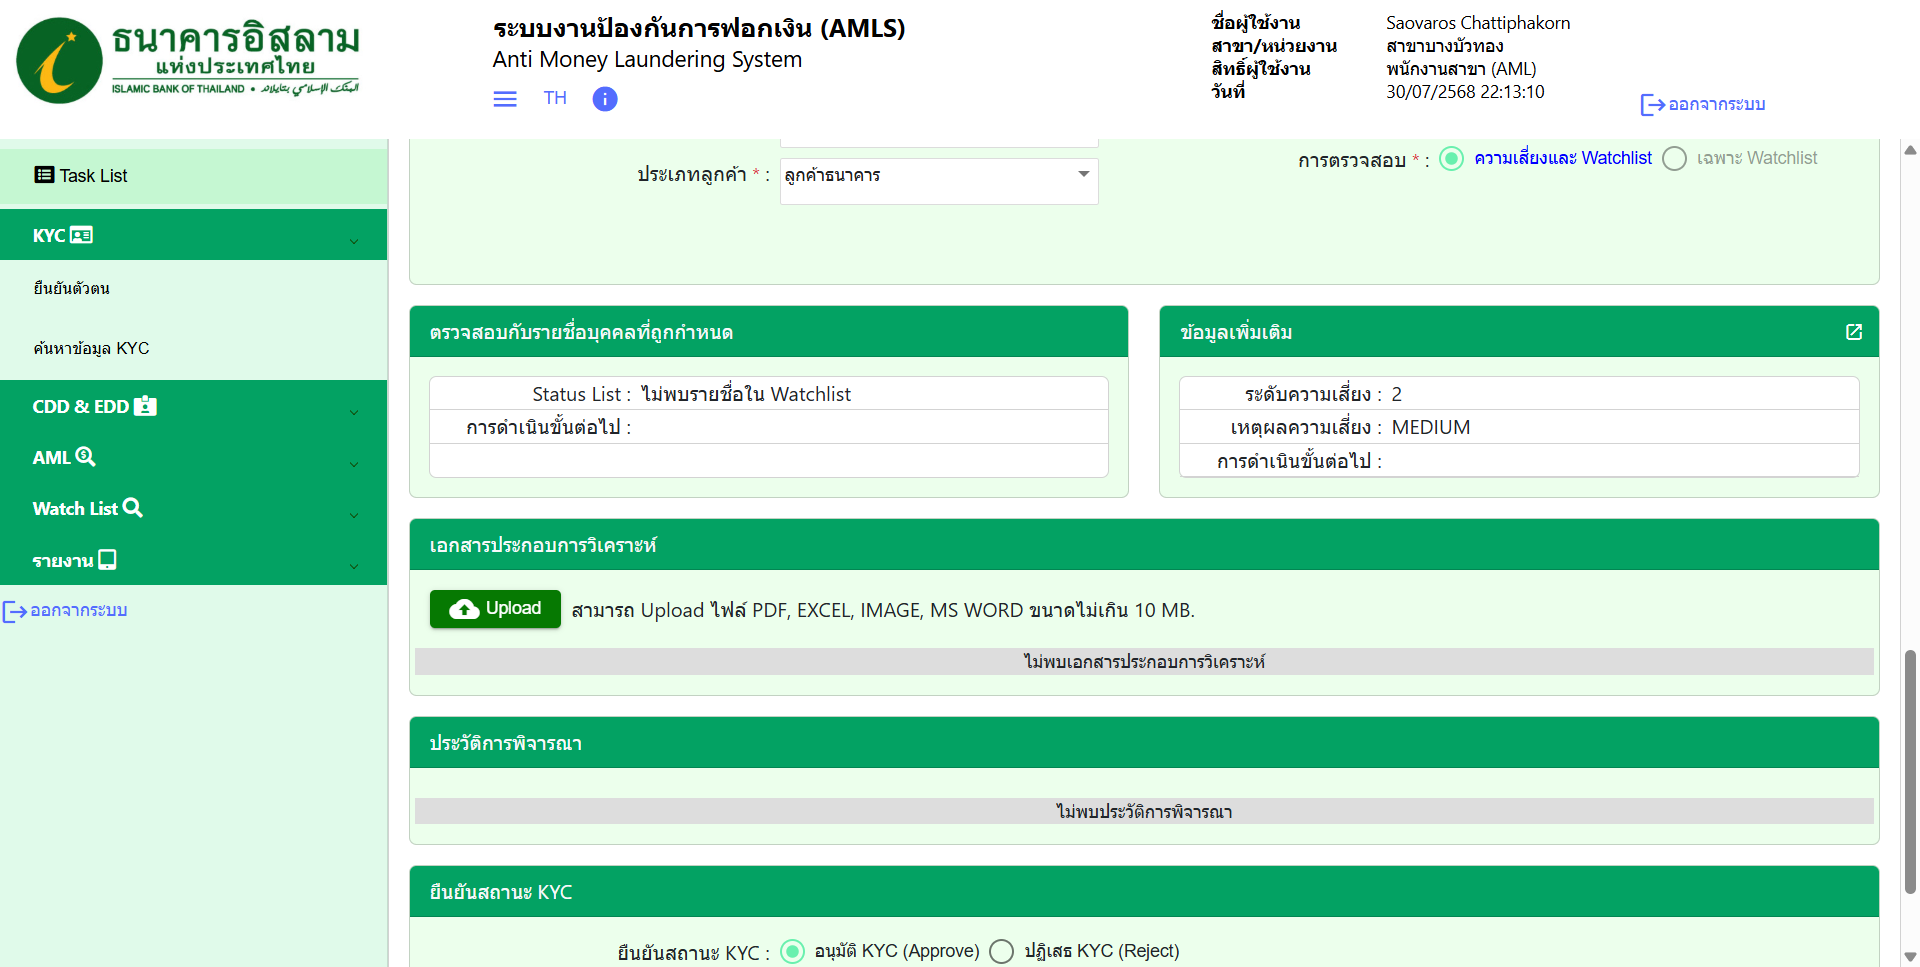 ธนาคารอิสลาม
แห่งประเทศไทย
ISLAMIC BANK OF THAILAND •
ระบบงานป้องกันการฟอกเงิน (AMLS)
Anti Money Laundering System
TH
ชื่อผู้ใช้งาน Saovaros Chattiphakorn
สาขา/หน่วยงาน สาขาบางบัวทอง
สิทธิ์ผู้ใช้งาน พนักงานสาขา (AML)
วันที่ 30/07/2568 22:13:10
ออกจากระบบ
Task List
KYC
ยืนยันตัวตน
ค้นหาข้อมูล KYC
CDD & EDD
AML
Watch List
รายงาน
ออกจากระบบ
ประเภทลูกค้า * : ลูกค้าธนาคาร
การตรวจสอบ * : ความเสี่ยงและ Watchlist เฉพาะ Watchlist
ตรวจสอบกับรายชื่อบุคคลที่ถูกกำหนด
Status List : ไม่พบรายชื่อใน Watchlist
การดำเนินขั้นต่อไป :
ข้อมูลเพิ่มเติม
ระดับความเสี่ยง : 2
เหตุผลความเสี่ยง : MEDIUM
การดำเนินขั้นต่อไป :
เอกสารประกอบการวิเคราะห์
Upload สามารถ Upload ไฟล์ PDF, EXCEL, IMAGE, MS WORD ขนาดไม่เกิน 10 MB.
ไม่พบเอกสารประกอบการวิเคราะห์
ประวัติการพิจารณา
ไม่พบประวัติการพิจารณา
ยืนยันสถานะ KYC
ยืนยันสถานะ KYC : อนุมัติ KYC (Approve) ปฏิเสธ KYC (Reject)